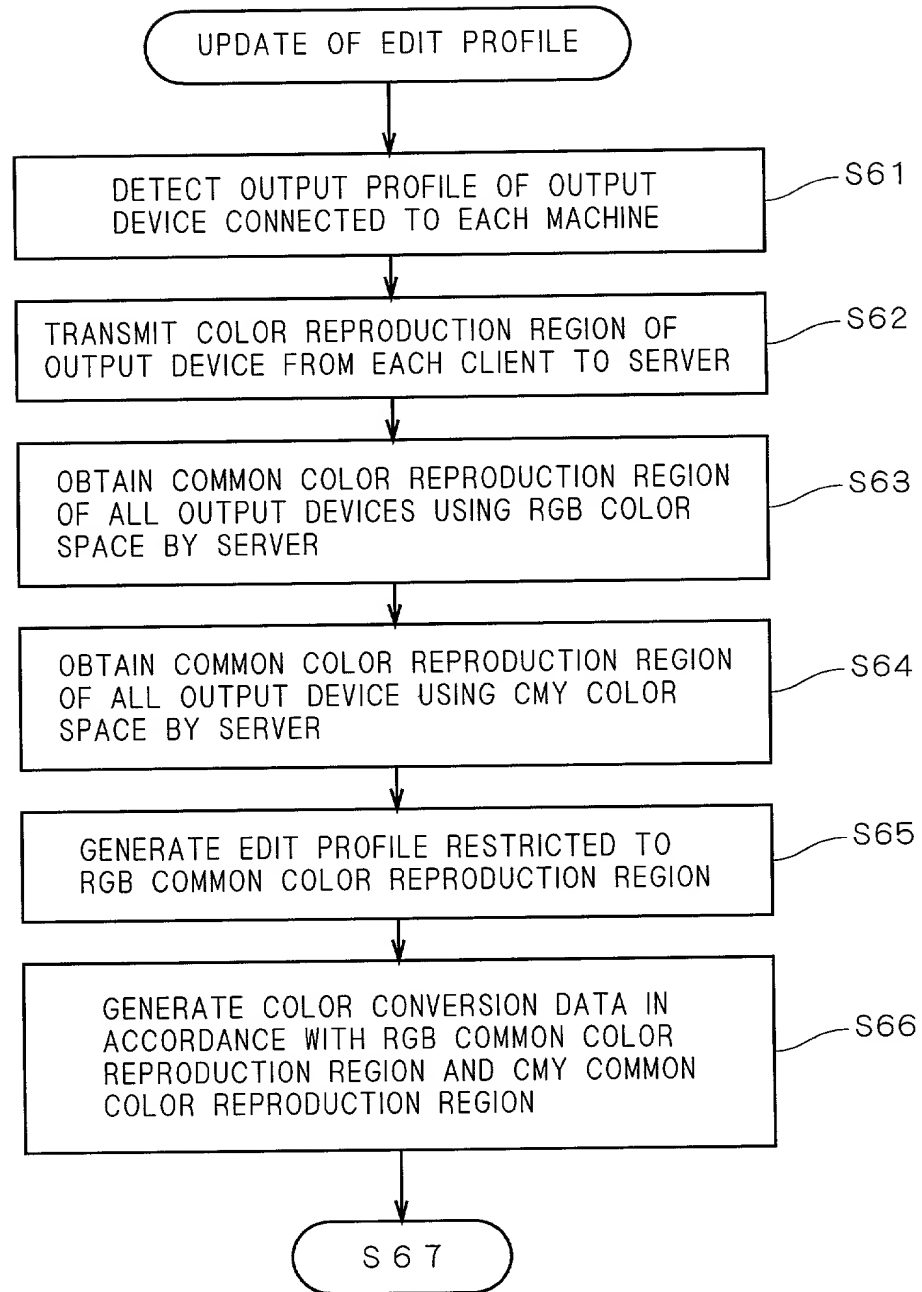 UPDATE OF EDIT PROFILE
DETECT OUTPUT PROFILE OF OUTPUT
DEVICE CONNECTED TO EACH MACHINE
S61
TRANSMIT COLOR REPRODUCTION REGION OF
OUTPUT DEVICE FROM EACH CLIENT TO SERVER
S62
OBTAIN COMMON COLOR REPRODUCTION REGION
OF ALL OUTPUT DEVICES USING RGB COLOR
SPACE BY SERVER
S63
OBTAIN COMMON COLOR REPRODUCTION REGION
OF ALL OUTPUT DEVICE USING CMY COLOR
SPACE BY SERVER
S64
GENERATE EDIT PROFILE RESTRICTED TO
RGB COMMON COLOR REPRODUCTION REGION
S65
GENERATE COLOR CONVERSION DATA IN
ACCORDANCE WITH RGB COMMON COLOR
REPRODUCTION REGION AND CMY COMMON
COLOR REPRODUCTION REGION
S66
S67